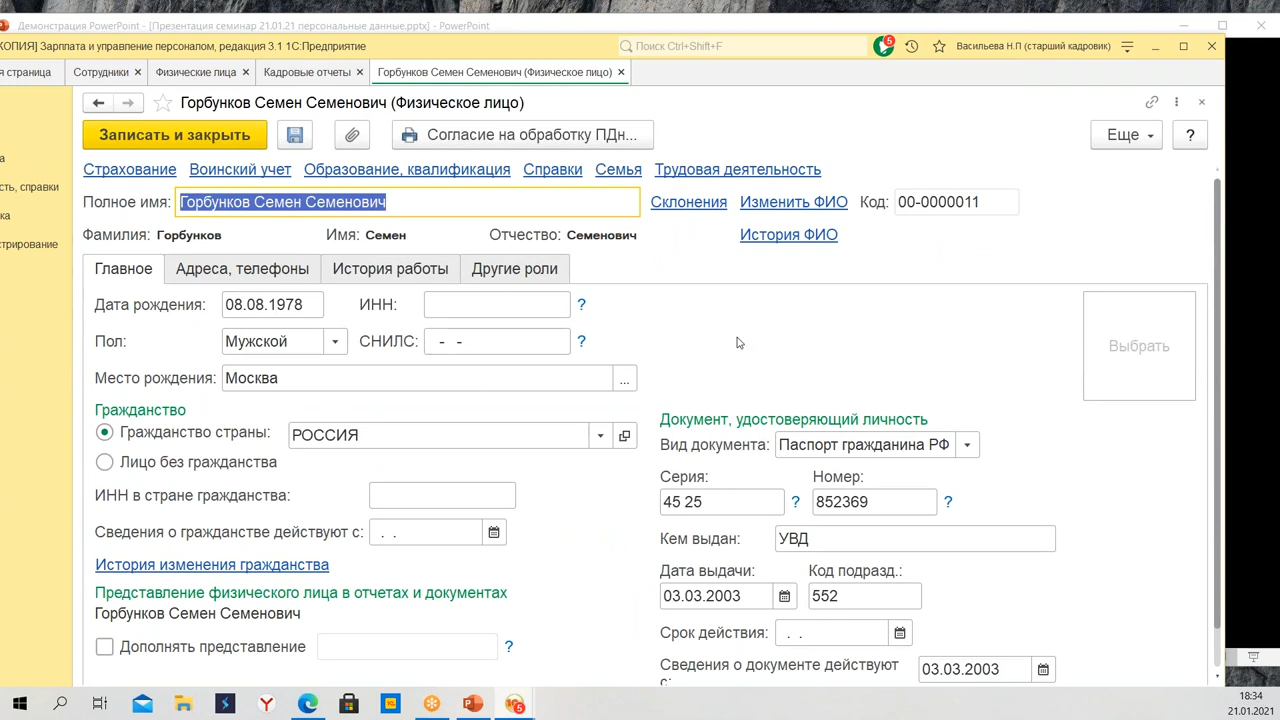 Демонстрация PowerPoint - [Презентация семинар 21.01.21 персональные данные.pptx] - PowerPoint
КОПИЯ] Зарплата и управление персоналом, редакция 3.1 1С:Предприятие
Поиск Ctrl+Shift+F
5
Васильева Н.П (старший кадровик)
я страница
Сотрудники
Физические лица
Кадровые отчеты
Горбунков Семен Семенович (Физическое лицо)
Горбунков Семен Семенович (Физическое лицо)
Записать и закрыть
Согласие на обработку ПДн...
Еще
?
а
сть, справки
ка
стрирование
Страхование Воинский учет Образование, квалификация Справки Семья Трудовая деятельность
Полное имя: Горбунков Семен Семенович Склонения Изменить ФИО Код: 00-0000011
Фамилия: Горбунков Имя: Семен Отчество: Семенович История ФИО
Главное Адреса, телефоны История работы Другие роли
Дата рождения: 08.08.1978 ИНН: ?
Пол: Мужской СНИЛС: - - ?
Выбрать
Место рождения: Москва ...
Гражданство
Гражданство страны: РОССИЯ
Лицо без гражданства
ИНН в стране гражданства:
Сведения о гражданстве действуют с: . .
История изменения гражданства
Представление физического лица в отчетах и документах
Горбунков Семен Семенович
Дополнять представление ?
Документ, удостоверяющий личность
Вид документа: Паспорт гражданина РФ
Серия: Номер:
45 25 ? 852369 ?
Кем выдан: УВД
Дата выдачи: Код подразд.:
03.03.2003 552
Срок действия: . .
Сведения о документе действуют с: 03.03.2003
5
18:34
21.01.2021